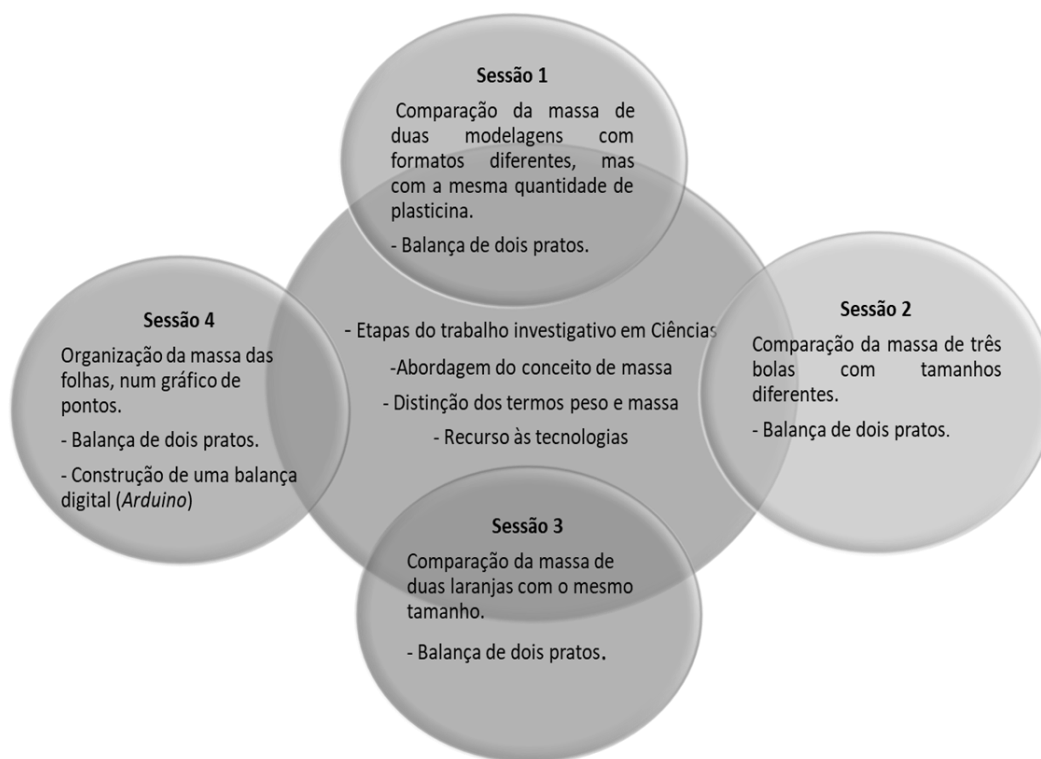 Sessão 1
Comparação da massa de
duas modelagens com
formatos diferentes, mas
com a mesma quantidade de
plasticina.
- Balança de dois pratos.
Sessão 4
Organização da massa das
folhas, num gráfico de
pontos.
- Balança de dois pratos.
- Construção de uma balança
digital (Arduino)
- Etapas do trabalho investigativo em Ciências
-Abordagem do conceito de massa
- Distinção dos termos peso e massa
- Recurso às tecnologias
Sessão 2
Comparação da massa de três
bolas com tamanhos
diferentes.
- Balança de dois pratos.
Sessão 3
Comparação da massa de
duas laranjas com o mesmo
tamanho.
- Balança de dois pratos.